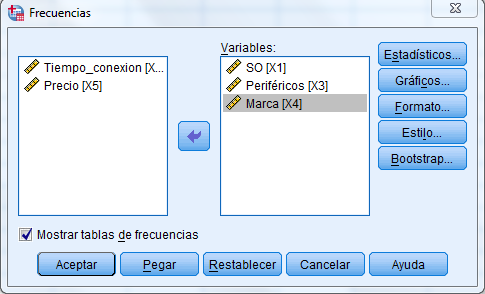 Frecuencias
Variables:
Tiempo_conexion [X...
Precio [X5]
SO [X1]
Periféricos [X3]
Marca [X4]
Estadísticos...
Gráficos...
Formato...
Estilo...
Bootstrap...
Mostrar tablas de frecuencias
Aceptar
Pegar
Restablecer
Cancelar
Ayuda